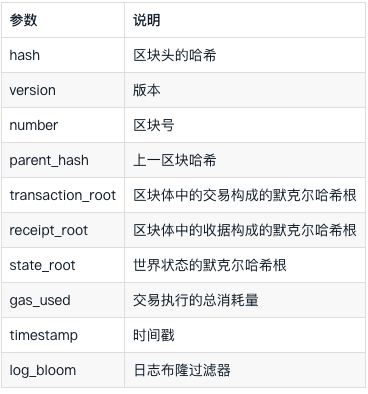 参数 说明
hash 区块头的哈希
version 版本
number 区块号
parent_hash 上一区块哈希
transaction_root 区块体中的交易构成的默克尔哈希根
receipt_root 区块体中的收据构成的默克尔哈希根
state_root 世界状态的默克尔哈希根
gas_used 交易执行的总消耗量
timestamp 时间戳
log_bloom 日志布隆过滤器